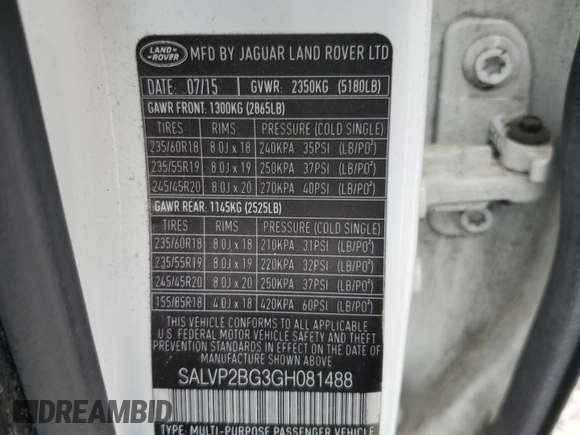 LAND
ROVER
MFD BY JAGUAR LAND ROVER LTD
DATE: 07/15 GVWR: 2350KG (5180LB)
GAWR FRONT: 1300KG (2865LB)
TIRES RIMS PRESSURE (COLD SINGLE)
235/60R18 8.0J x 18 240KPA 35PSI (LB/PO²)
235/55R19 8.0J x 19 250KPA 37PSI (LB/PO²)
245/45R20 8.0J x 20 270KPA 40PSI (LB/PO²)
GAWR REAR: 1145KG (2525LB)
TIRES RIMS PRESSURE (COLD SINGLE)
235/60R18 8.0J x 18 210KPA 31PSI (LB/PO²)
235/55R19 8.0J x 19 220KPA 32PSI (LB/PO²)
245/45R20 8.0J x 20 250KPA 37PSI (LB/PO²)
155/85R18 4.0J x 18 420KPA 60PSI (LB/PO²)
THIS VEHICLE CONFORMS TO ALL APPLICABLE
U.S. FEDERAL MOTOR VEHICLE SAFETY AND THEFT
PREVENTION STANDARDS IN EFFECT ON THE DATE OF
MANUFACTURE SHOWN ABOVE
SALVP2BG3GH081488
TYPE: MULTI-PURPOSE PASSENGER VEHICLE
DREAMBID